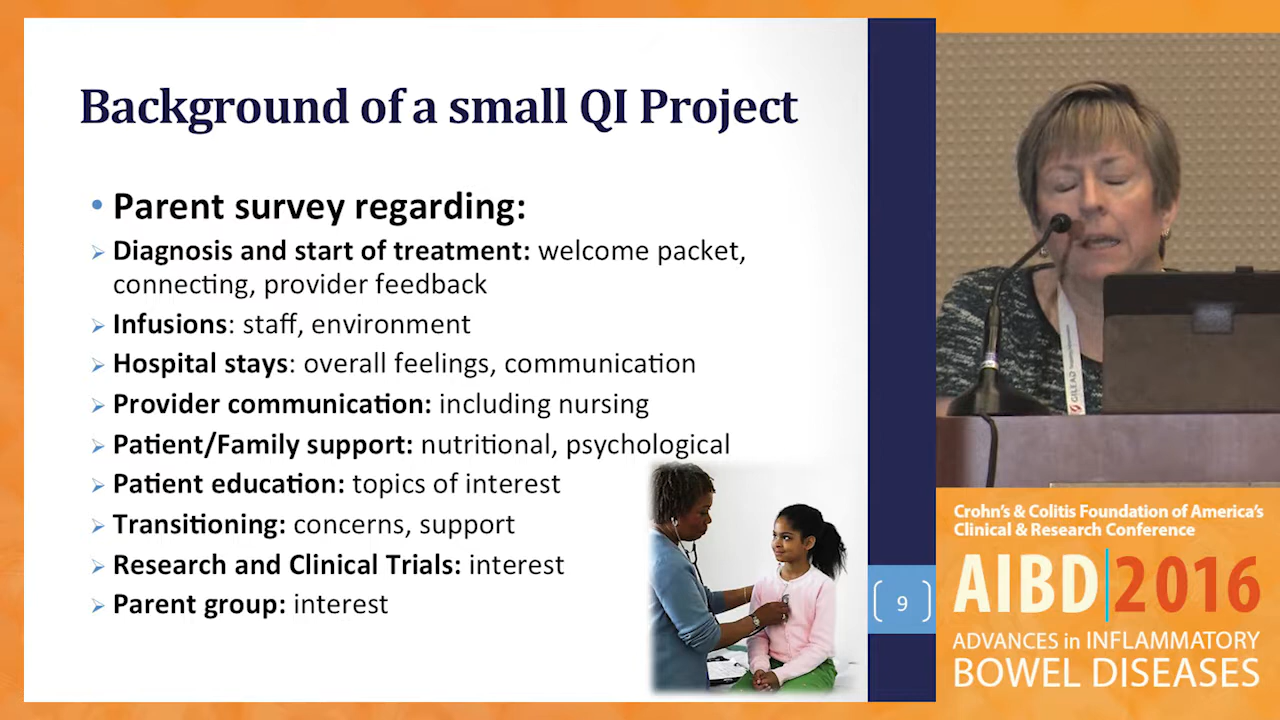 Background of a small QI Project
• Parent survey regarding:
➢ Diagnosis and start of treatment: welcome packet,
connecting, provider feedback
➢ Infusions: staff, environment
➢ Hospital stays: overall feelings, communication
➢ Provider communication: including nursing
➢ Patient/Family support: nutritional, psychological
➢ Patient education: topics of interest
➢ Transitioning: concerns, support
➢ Research and Clinical Trials: interest
➢ Parent group: interest
9
GILEAD
Crohn's & Colitis Foundation of America's
Clinical & Research Conference
AIBD|2016
ADVANCES in INFLAMMATORY
BOWEL DISEASES